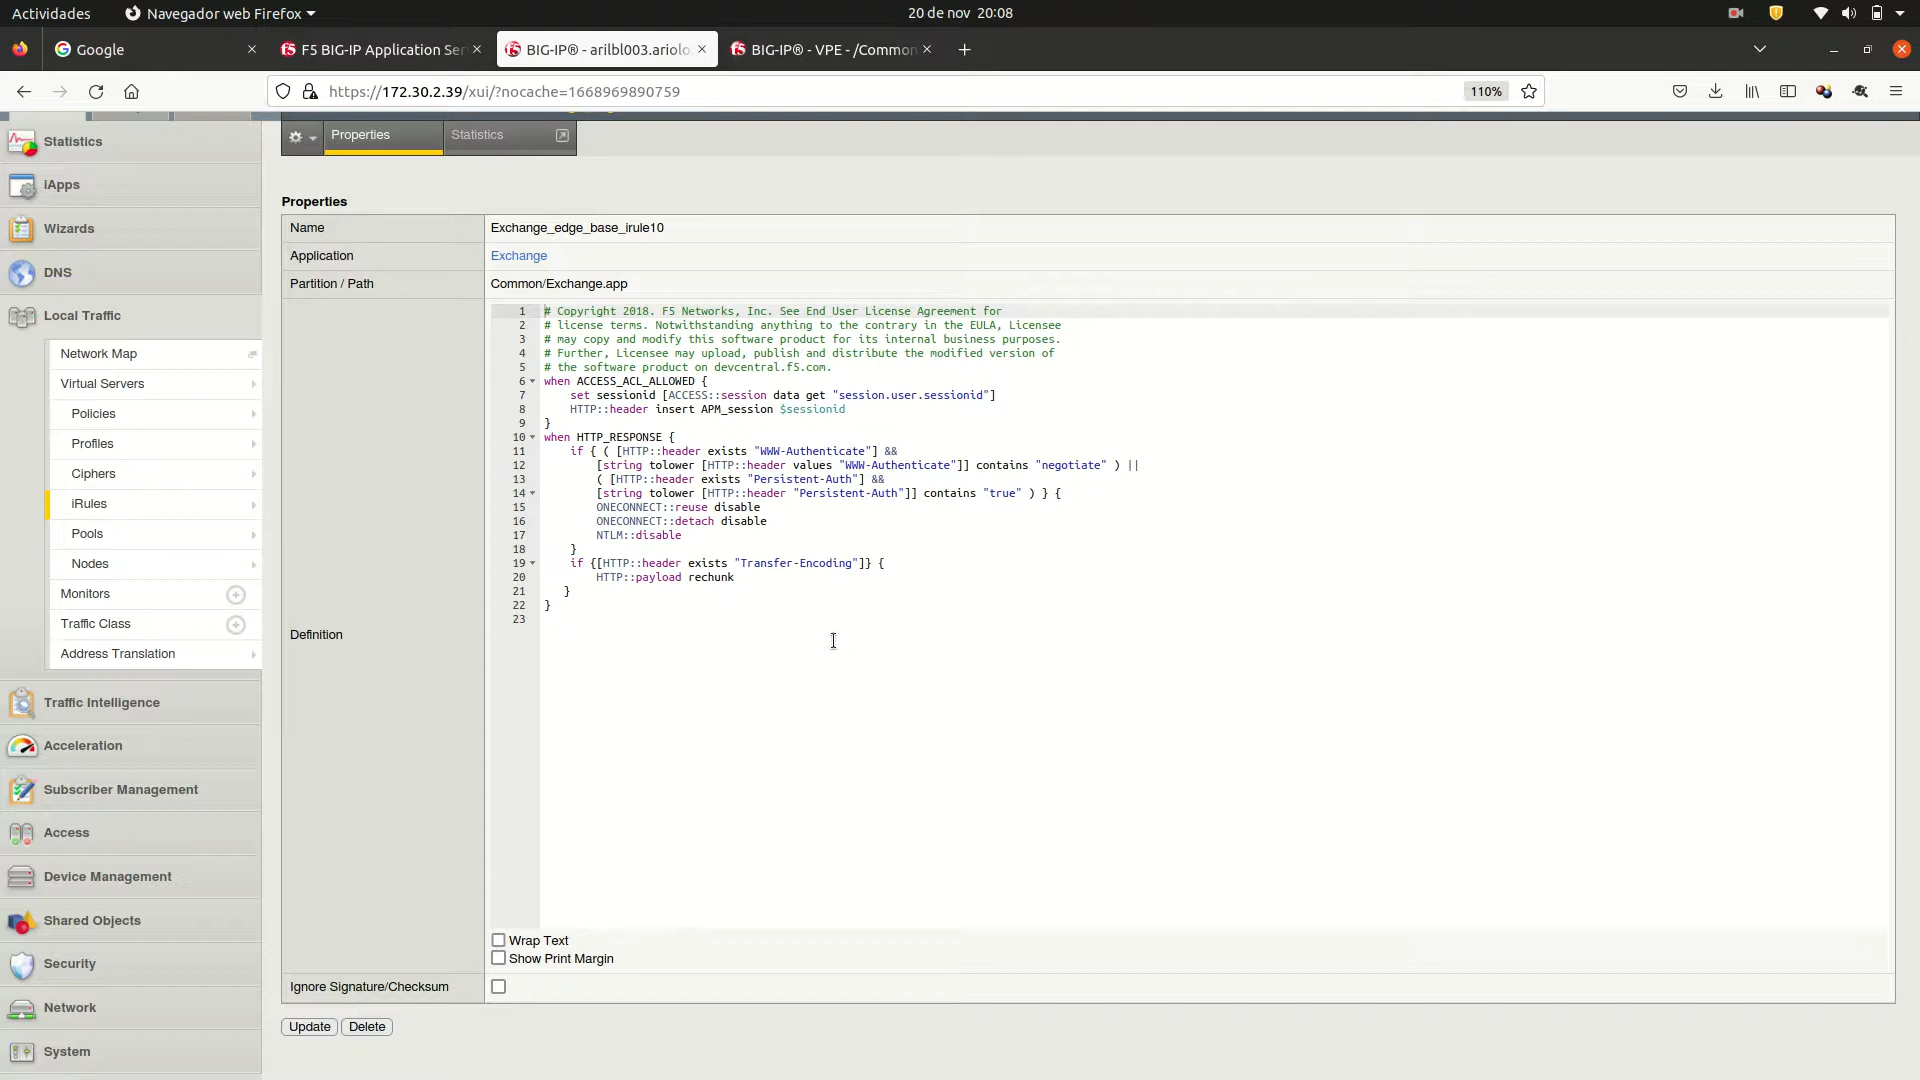 Actividades
Navegador web Firefox
20 de nov 20:08
Google
F5 BIG-IP Application Ser
BIG-IP® - arilbl003.ariolo
BIG-IP® - VPE - /Common
https://172.30.2.39/xui/?nocache=1668969890759
110%
Statistics
iApps
Wizards
DNS
Local Traffic
Network Map
Virtual Servers
Policies
Profiles
Ciphers
iRules
Pools
Nodes
Monitors
Traffic Class
Address Translation
Traffic Intelligence
Acceleration
Subscriber Management
Access
Device Management
Shared Objects
Security
Network
System
Properties
Statistics
Properties
Name
Exchange_edge_base_irule10
Application
Exchange
Partition / Path
Common/Exchange.app
Definition
1 # Copyright 2018. F5 Networks, Inc. See End User License Agreement for
2 # license terms. Notwithstanding anything to the contrary in the EULA, Licensee
3 # may copy and modify this software product for its internal business purposes.
4 # Further, Licensee may upload, publish and distribute the modified version of
5 # the software product on devcentral.f5.com.
6 when ACCESS_ACL_ALLOWED {
7 set sessionid [ACCESS::session data get "session.user.sessionid"]
8 HTTP::header insert APM_session $sessionid
9 }
10 when HTTP_RESPONSE {
11 if { ( [HTTP::header exists "WWW-Authenticate"] &&
12 [string tolower [HTTP::header values "WWW-Authenticate"]] contains "negotiate" ) ||
13 ( [HTTP::header exists "Persistent-Auth"] &&
14 [string tolower [HTTP::header "Persistent-Auth"]] contains "true" ) } {
15 ONECONNECT::reuse disable
16 ONECONNECT::detach disable
17 NTLM::disable
18 }
19 if {[HTTP::header exists "Transfer-Encoding"]} {
20 HTTP::payload rechunk
21 }
22 }
23
Wrap Text
Show Print Margin
Ignore Signature/Checksum
Update
Delete